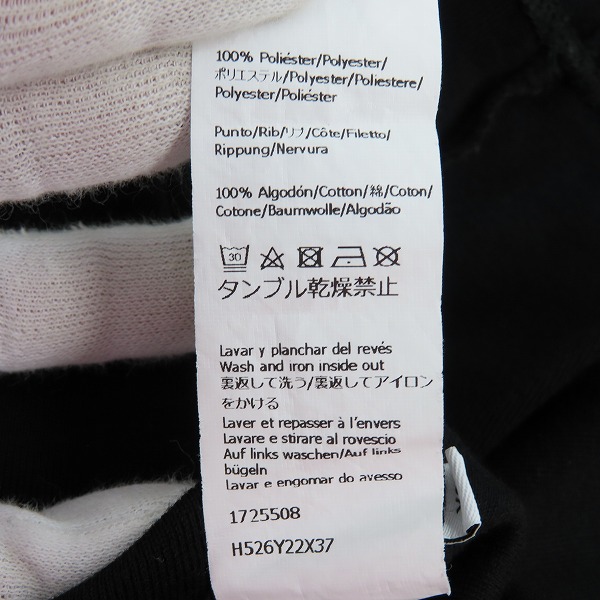 100% Poliéster/Polyester/
ポリエステル/Polyester/Poliestere/
Polyester/Poliéster
Punto/Rib/リブ/Côte/Filetto/
Rippung/Nervura
100% Algodón/Cotton/綿/Coton/
Cotone/Baumwolle/Algodão
30
タンブル乾燥禁止
Lavar y planchar del revés
Wash and iron inside out
裏返して洗う/裏返してアイロン
をかける
Laver et repasser à l'envers
Lavare e stirare al rovescio
Auf links waschen/Auf links
bügeln
Lavar e engomar do avesso
1725508
H526Y22X37